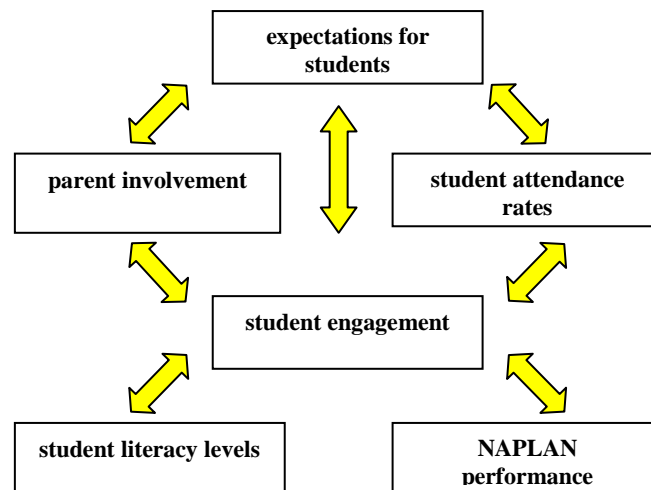 expectations for
students
parent involvement
student attendance
rates
student engagement
student literacy levels
NAPLAN
performance